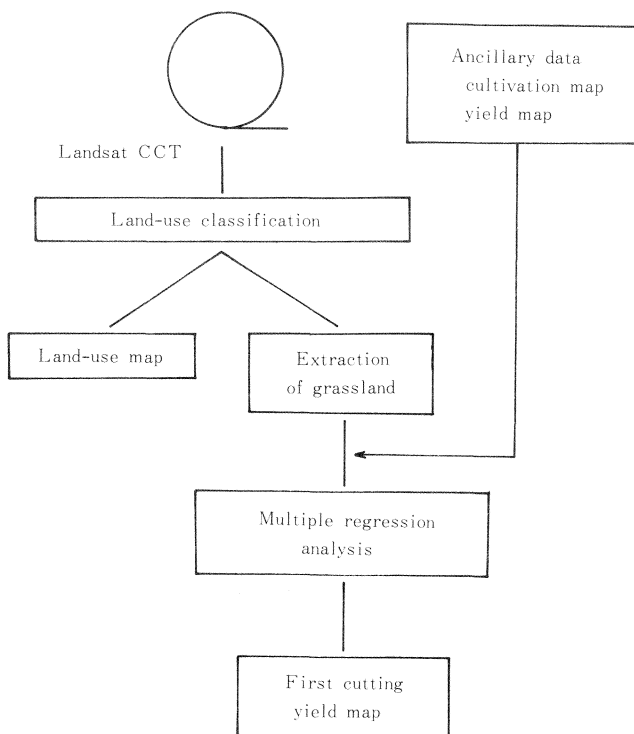 Ancillary data
cultivation map
yield map
Landsat CCT
Land-use classification
Land-use map
Extraction
of grassland
Multiple regression
analysis
First cutting
yield map